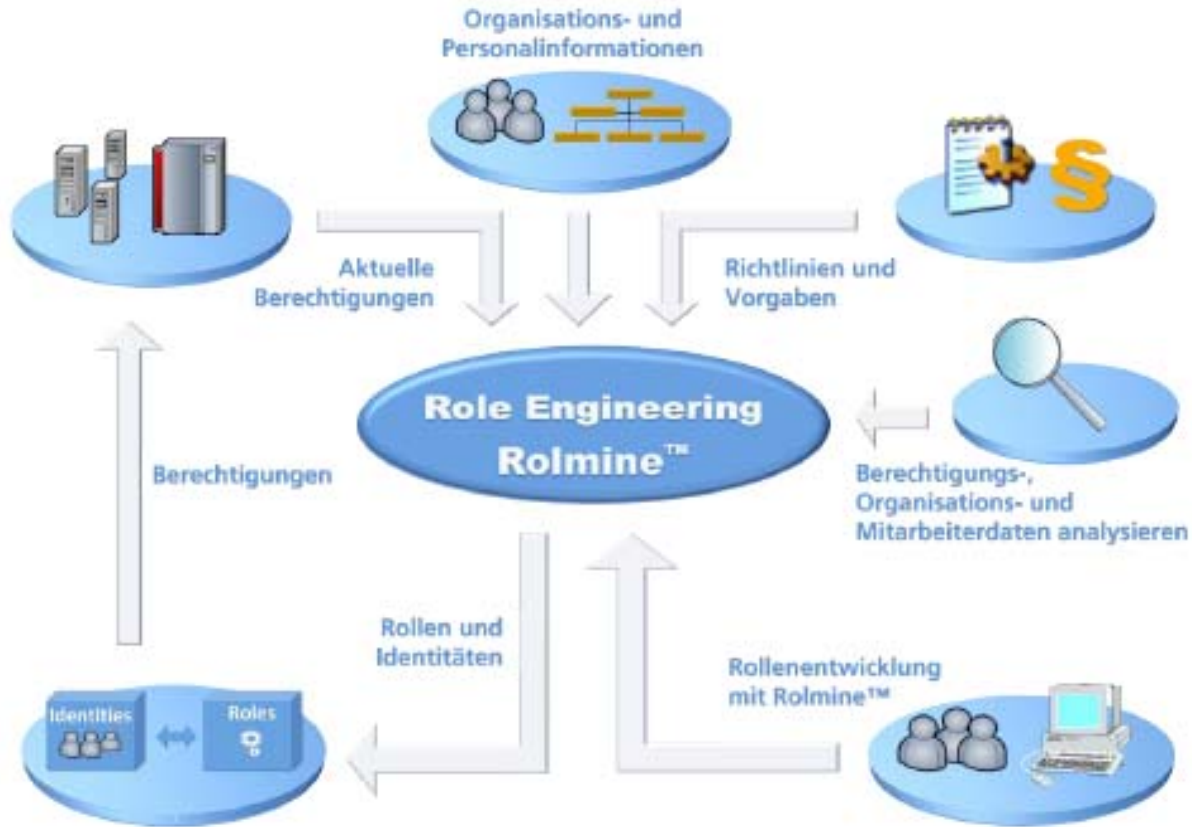 Organisations- und
Personalinformationen
Aktuelle
Berechtigungen
Richtlinien und
Vorgaben
Role Engineering
Rolmine™
Berechtigungen
Berechtigungs-,
Organisations- und
Mitarbeiterdaten analysieren
Rollen und
Identitäten
Rollenentwicklung
mit Rolmine™
Identities
Roles
§